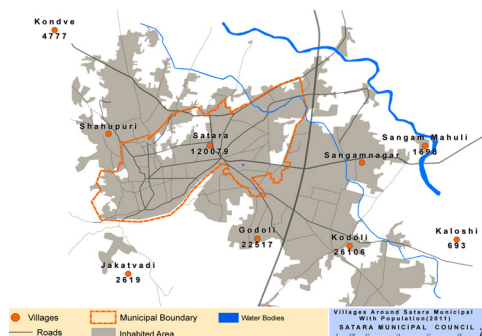 Kondve
4777
Shahupuri
Satara
120079
Sangam Mahuli
1698
Sangamnagar
Godoli
22517
Kodoli
26106
Kaloshi
693
Jakatvadi
2619
Villages
Municipal Boundary
Water Bodies
Roads
Inhabited Area
Villages Around Satara Municipal
With Population(2011)
SATARA MUNICIPAL COUNCIL